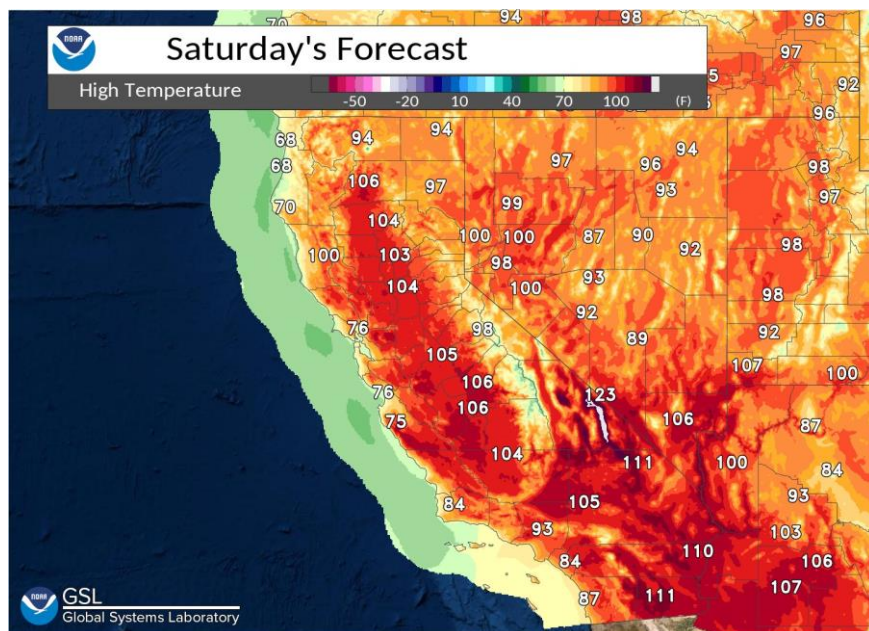 NOAA
Saturday's Forecast
High Temperature
-50 -20 10 40 70 100 (F)
94 98 96
97
92
96
68 94 94
68 97 96 94 98
106 97 93 97
70 99
104
100 103 100 100 87 90 92 98
98
104 100 93 98
76 98 92 92
105 89
107 100
106
76 106 123
75 106 87
104 111 100 84
105 93
84 93 103
84 110 106
87 111 107
NOAA
GSL
Global Systems Laboratory